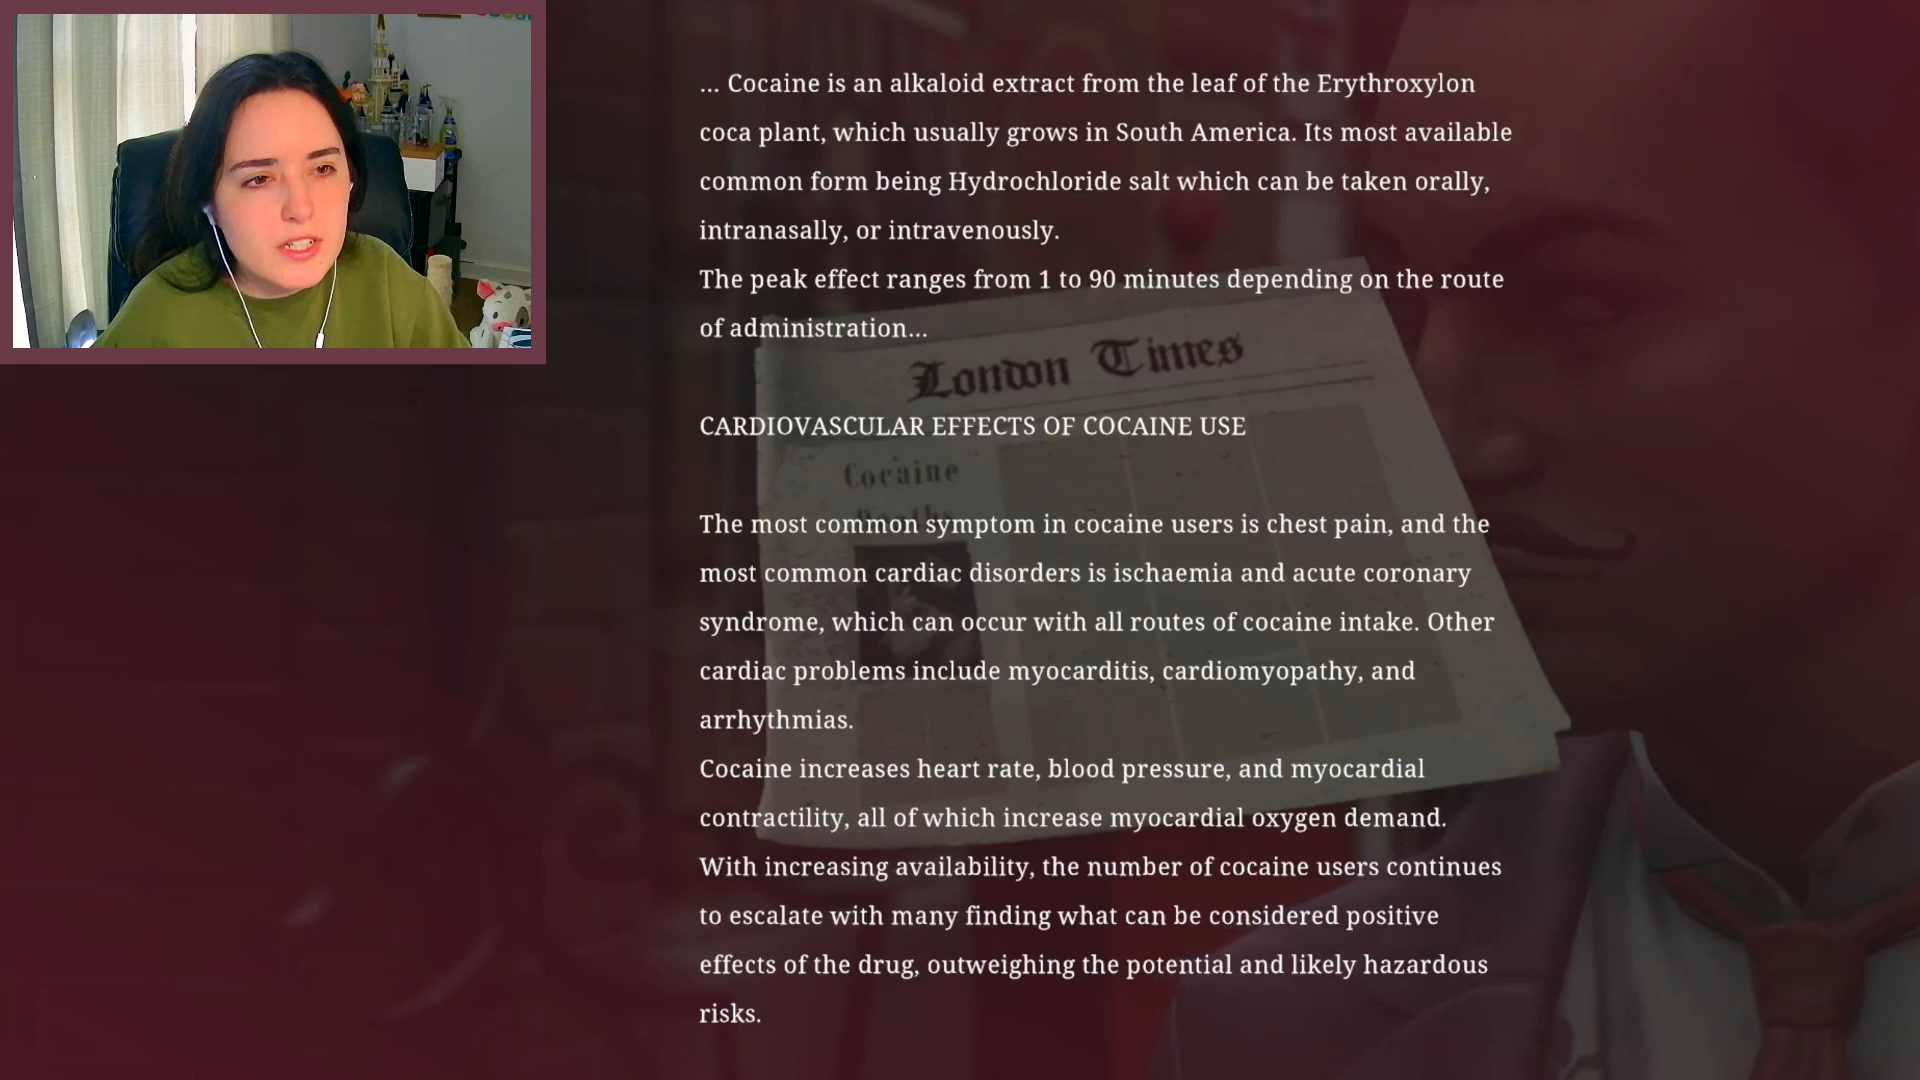 ... Cocaine is an alkaloid extract from the leaf of the Erythroxylon
coca plant, which usually grows in South America. Its most available
common form being Hydrochloride salt which can be taken orally,
intranasally, or intravenously.
The peak effect ranges from 1 to 90 minutes depending on the route
of administration...
London Times
CARDIOVASCULAR EFFECTS OF COCAINE USE
Cocaine
Deaths
The most common symptom in cocaine users is chest pain, and the
most common cardiac disorders is ischaemia and acute coronary
syndrome, which can occur with all routes of cocaine intake. Other
cardiac problems include myocarditis, cardiomyopathy, and
arrhythmias.
Cocaine increases heart rate, blood pressure, and myocardial
contractility, all of which increase myocardial oxygen demand.
With increasing availability, the number of cocaine users continues
to escalate with many finding what can be considered positive
effects of the drug, outweighing the potential and likely hazardous
risks.